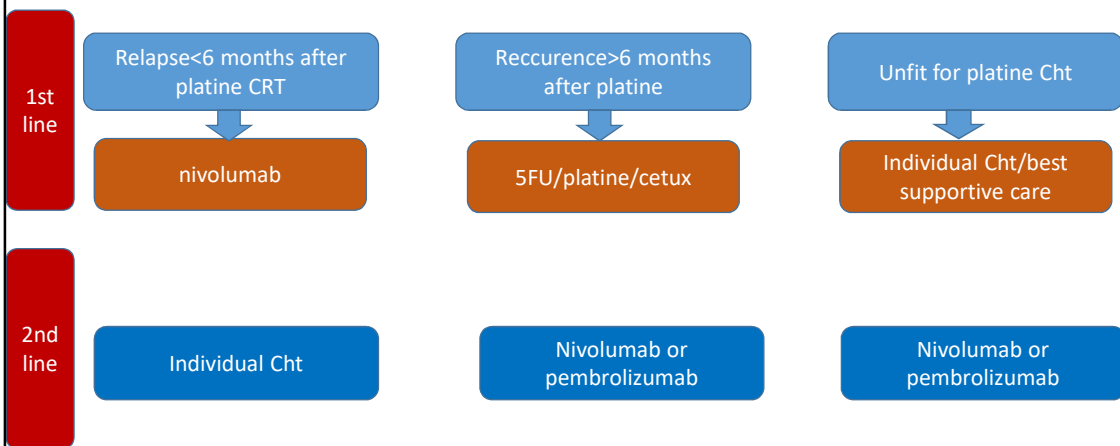 1st
line
Relapse<6 months after
platine CRT
Reccurence>6 months
after platine
Unfit for platine Cht
nivolumab
5FU/platine/cetux
Individual Cht/best
supportive care
2nd
line
Individual Cht
Nivolumab or
pembrolizumab
Nivolumab or
pembrolizumab